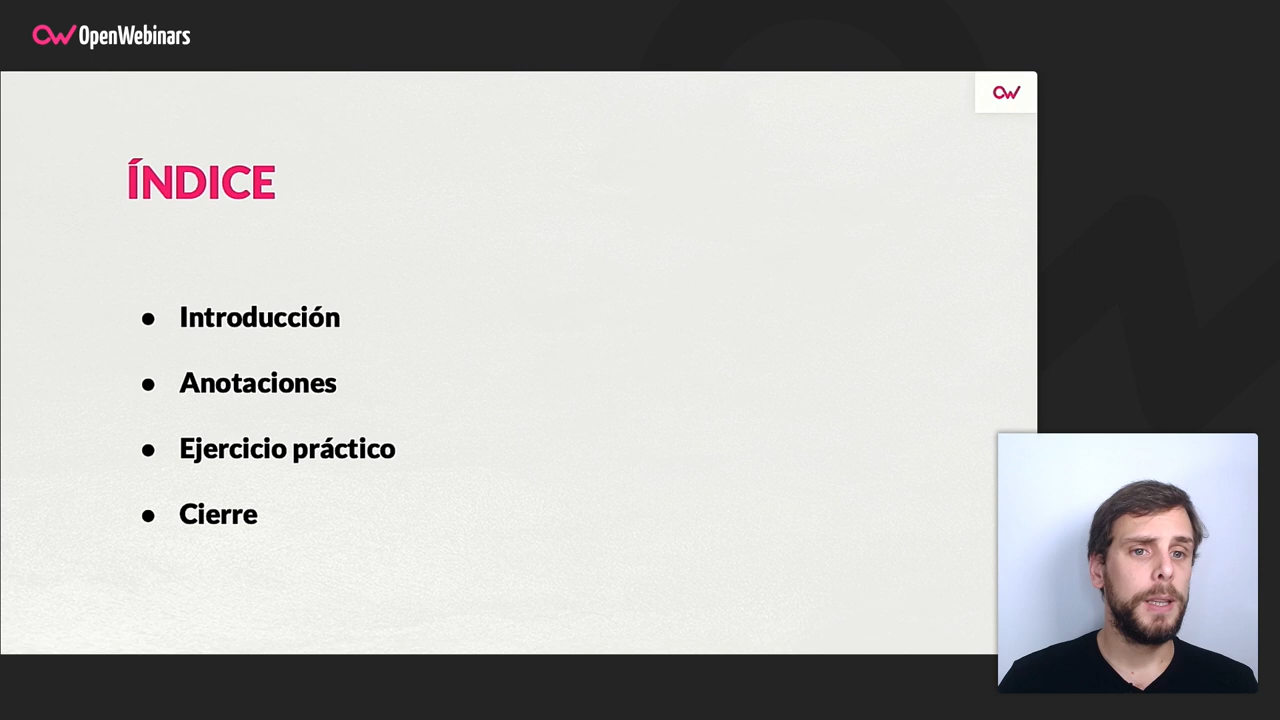 OpenWebinars
ÍNDICE
● Introducción
● Anotaciones
● Ejercicio práctico
● Cierre